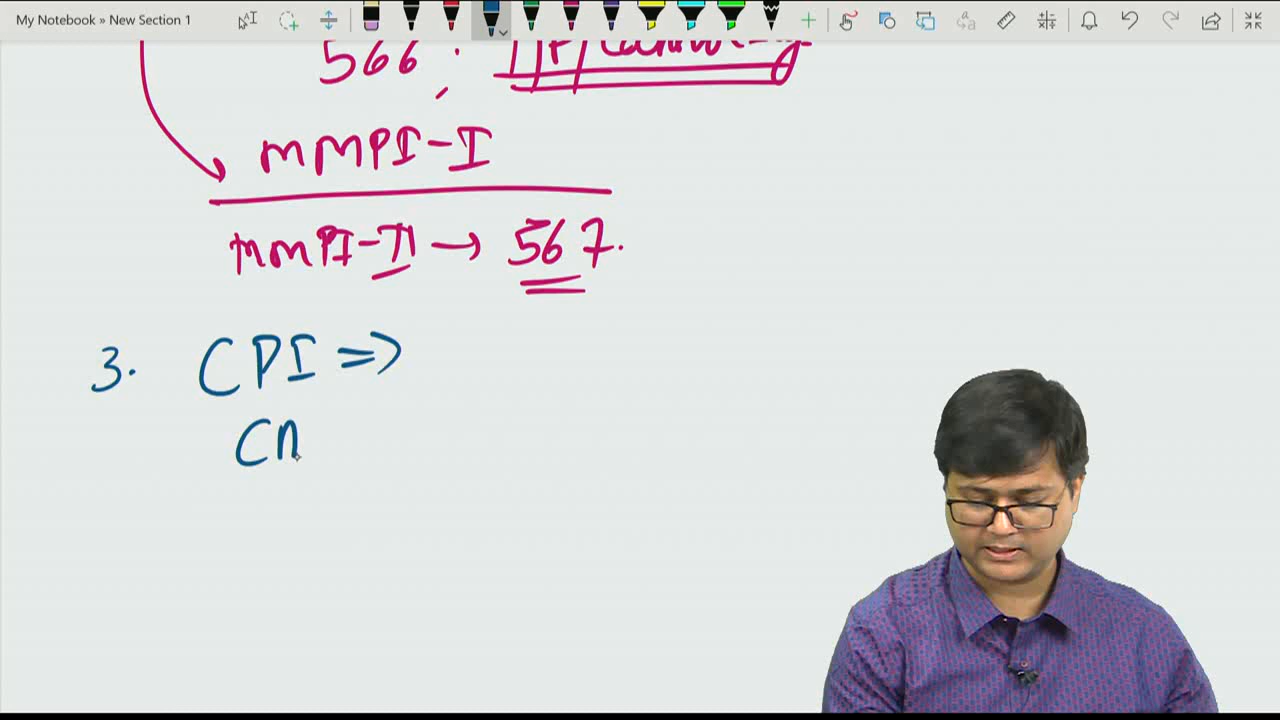 My Notebook » New Section 1
566 :
MMPI-I
MMPI-II → 567.
3. CPI ⇒
Cn